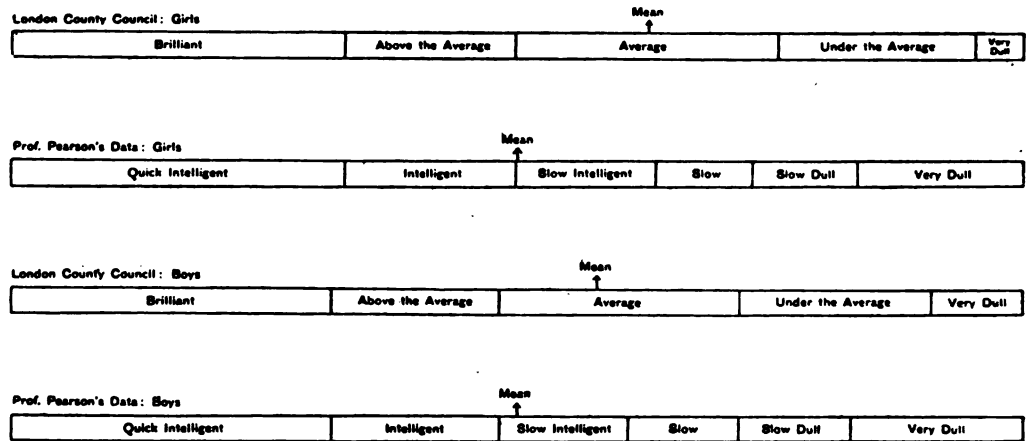 London County Council: Girls
Mean
Brilliant Above the Average Average Under the Average Very Dull
Prof. Pearson's Data: Girls
Mean
Quick Intelligent Intelligent Slow Intelligent Slow Slow Dull Very Dull
London County Council: Boys
Mean
Brilliant Above the Average Average Under the Average Very Dull
Prof. Pearson's Data: Boys
Mean
Quick Intelligent Intelligent Slow Intelligent Slow Slow Dull Very Dull